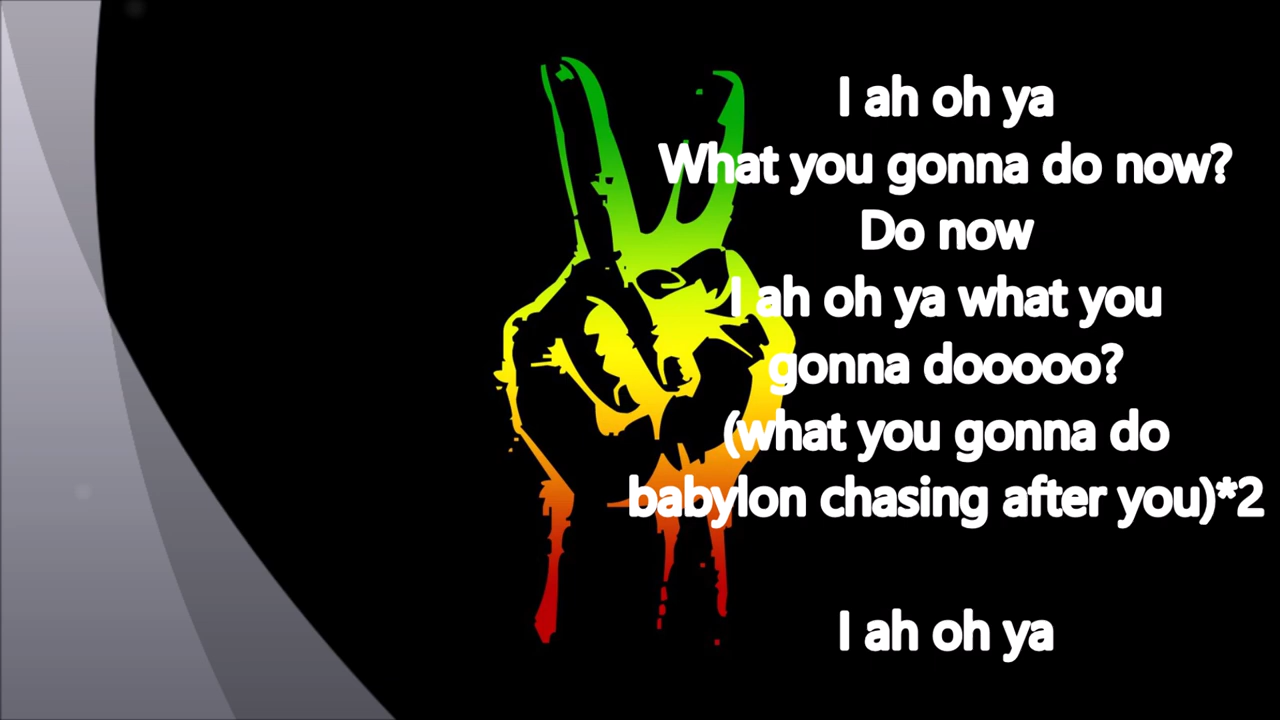 I ah oh ya
What you gonna do now?
Do now
I ah oh ya what you
gonna dooooo?
(what you gonna do
babylon chasing after you)*2
I ah oh ya